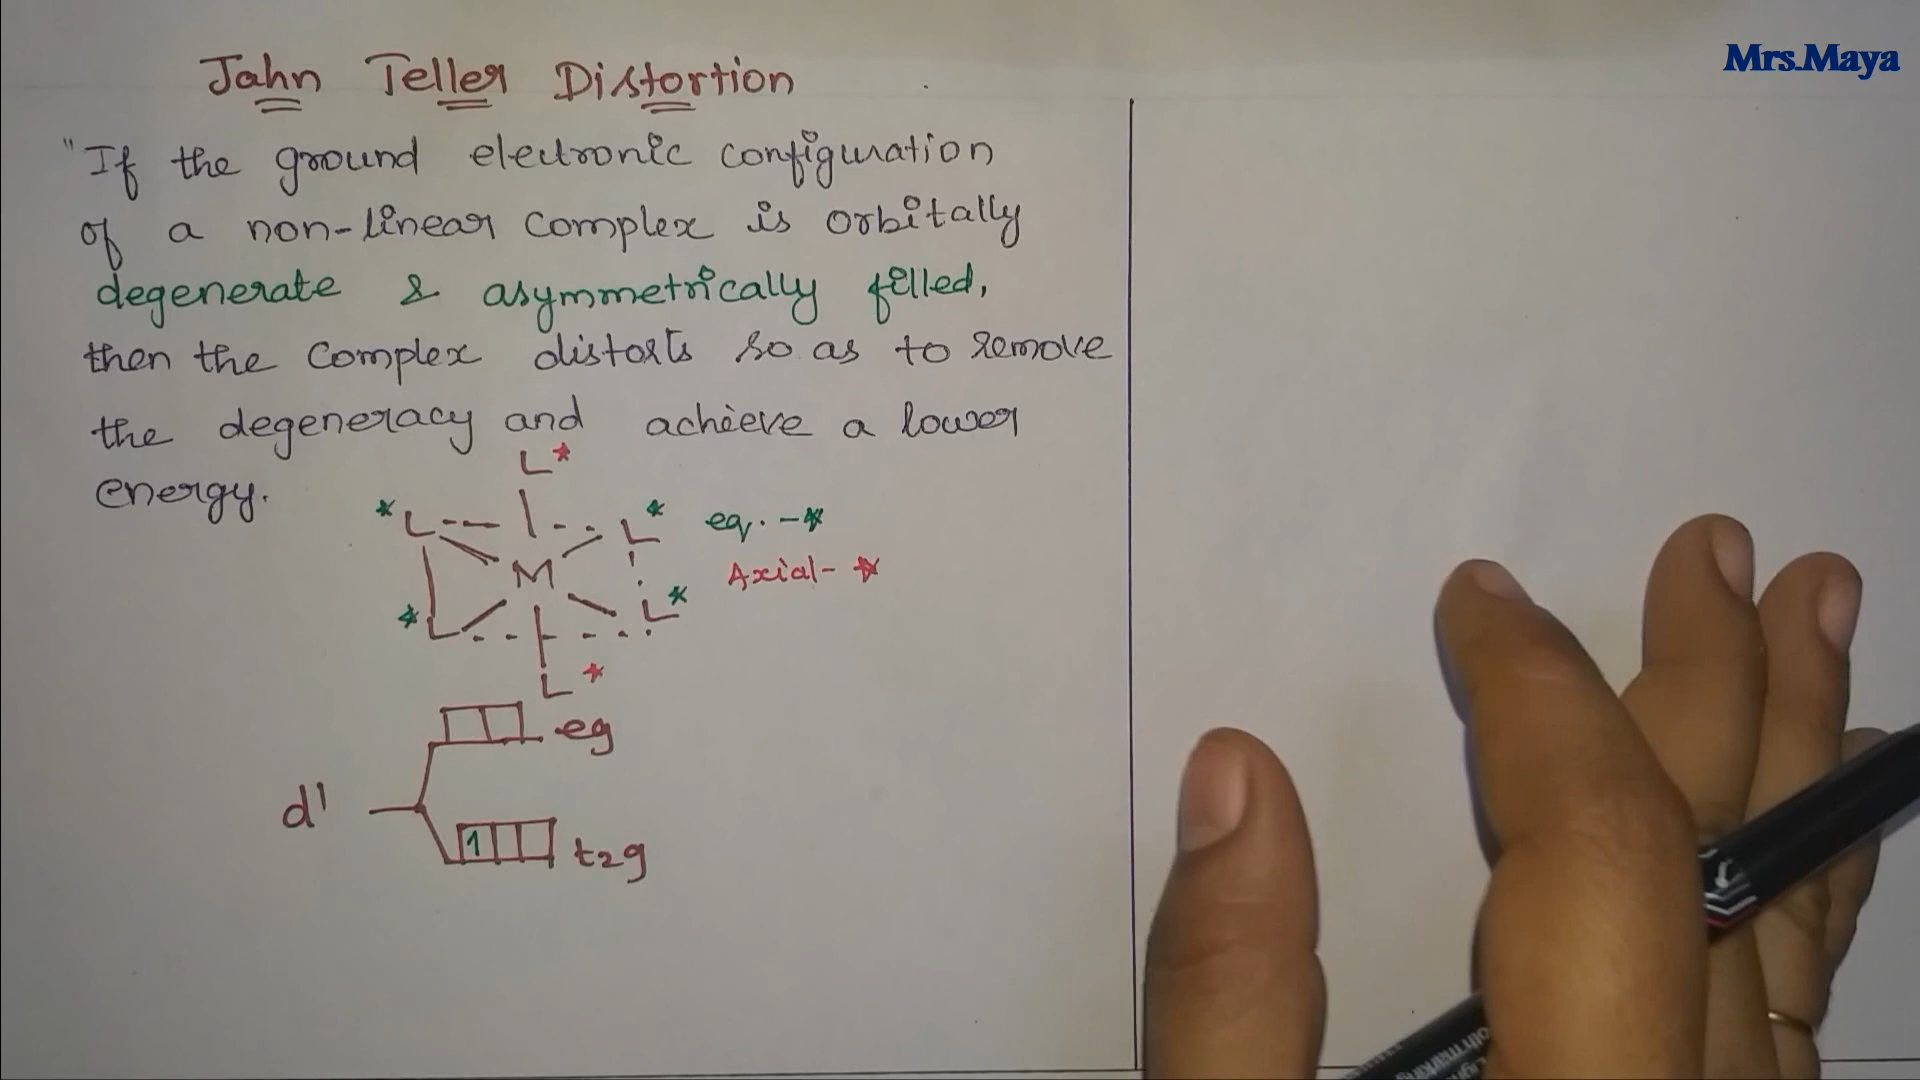 Mrs.Maya
Jahn Teller Distortion
"If the ground electronic configuration
of a non-linear complex is orbitally
degenerate & asymmetrically filled,
then the complex distorts so as to remove
the degeneracy and achieve a lower
energy.
L*
*L L* eq. - *
M Axial - *
*L L*
L*
eg
d1
1 t2g